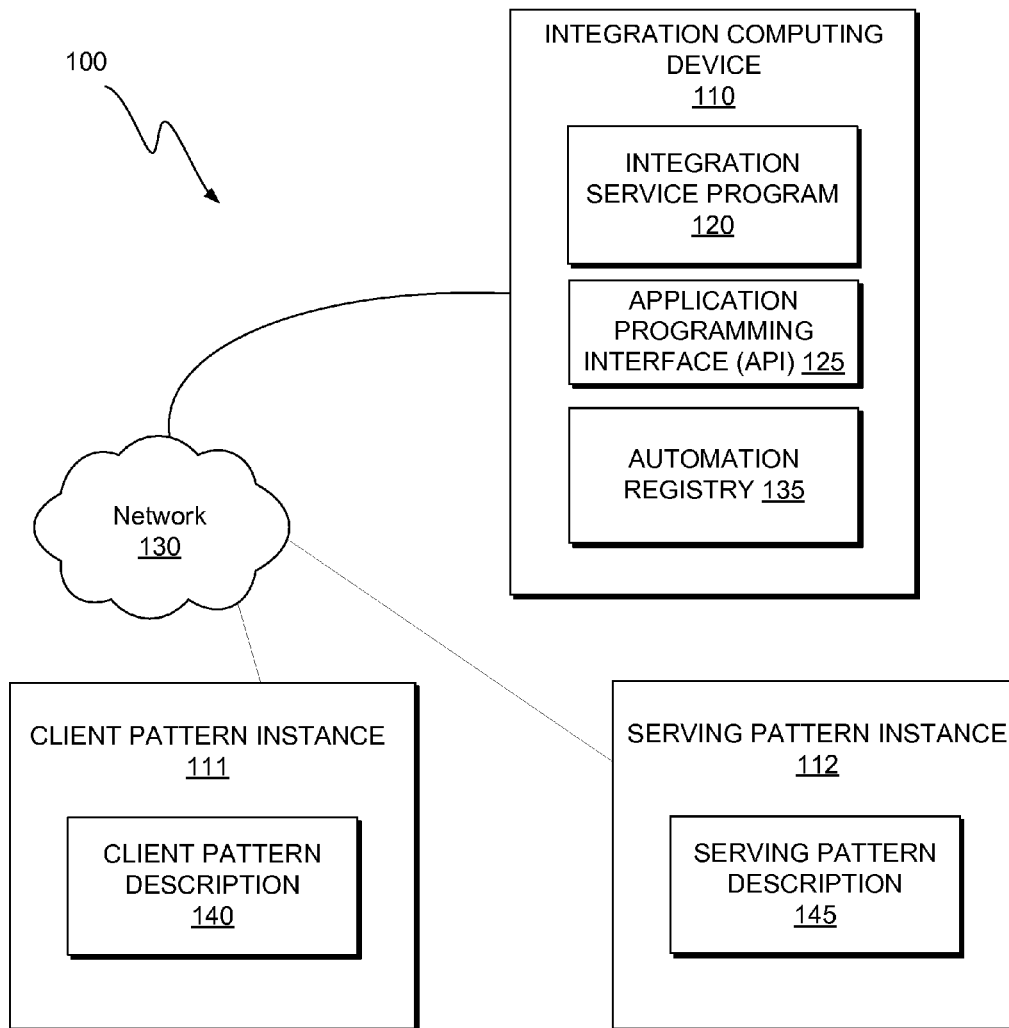 100
INTEGRATION COMPUTING
DEVICE
110
INTEGRATION
SERVICE PROGRAM
120
APPLICATION
PROGRAMMING
INTERFACE (API) 125
AUTOMATION
REGISTRY 135
Network
130
CLIENT PATTERN INSTANCE
111
CLIENT PATTERN
DESCRIPTION
140
SERVING PATTERN INSTANCE
112
SERVING PATTERN
DESCRIPTION
145